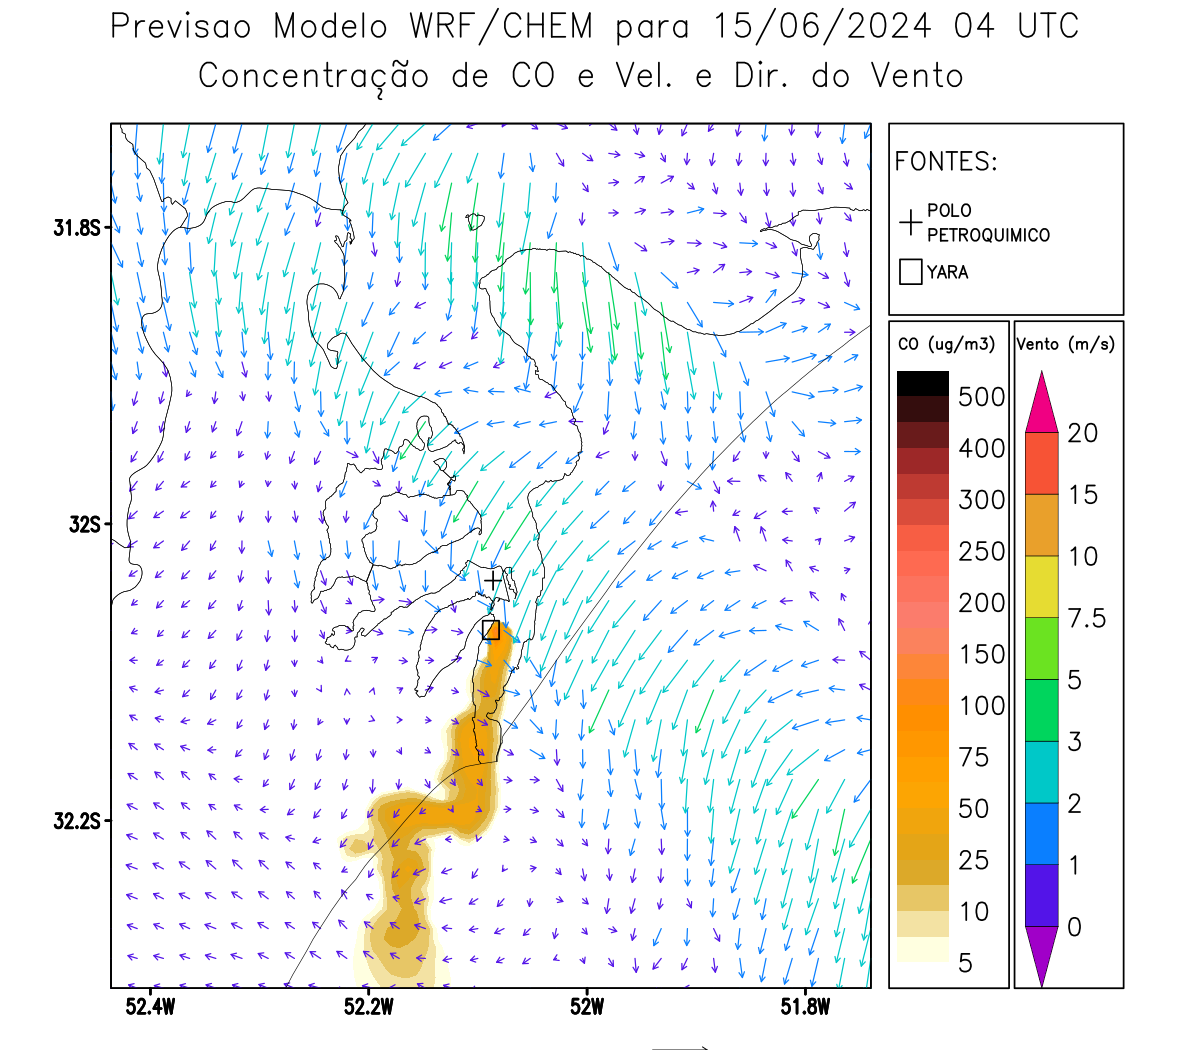 Previsao Modelo WRF/CHEM para 15/06/2024 04 UTC
Concentração de CO e Vel. e Dir. do Vento
FONTES:
POLO
PETROQUIMICO
YARA
CO (ug/m3)
500
400
300
250
200
150
100
75
50
25
10
5
Vento (m/s)
20
15
10
7.5
5
3
2
1
0
31.8S
32S
32.2S
52.4W
52.2W
52W
51.8W